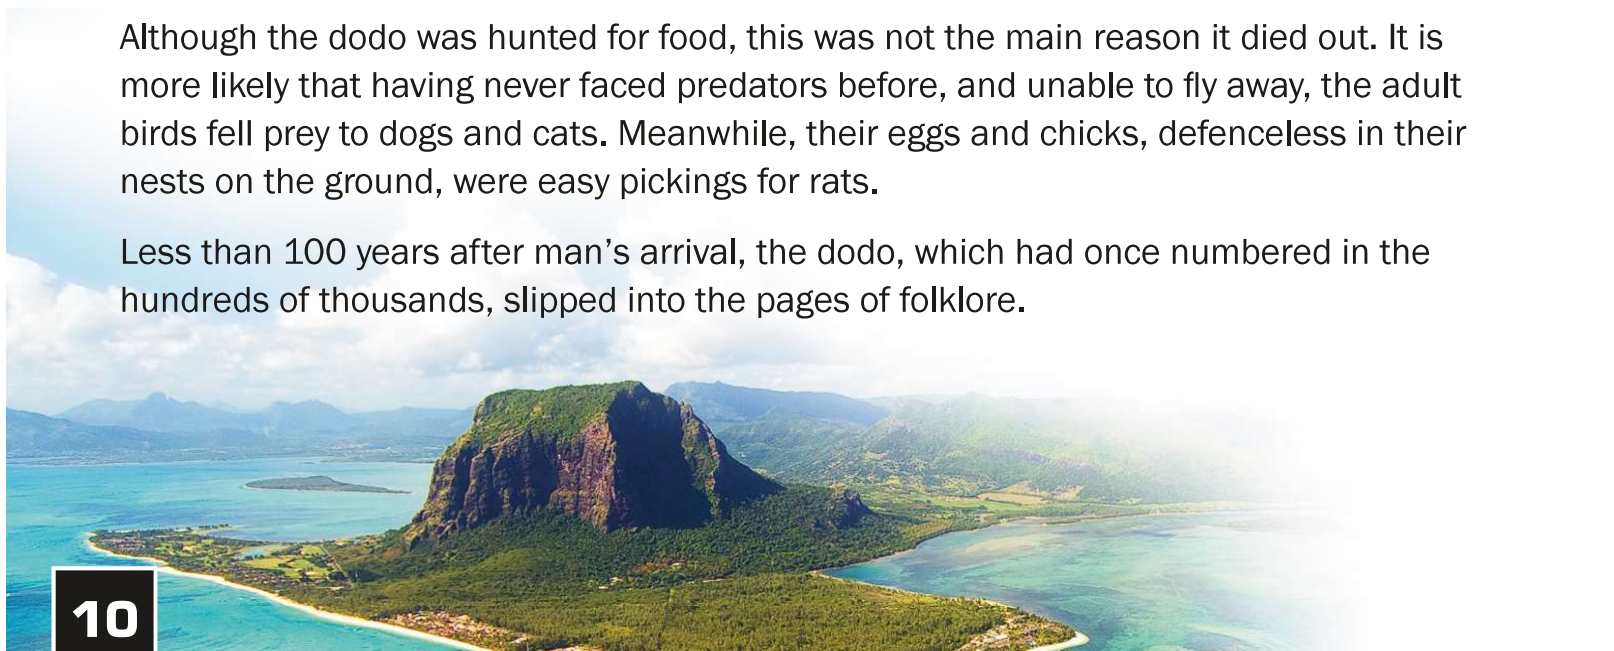 Although the dodo was hunted for food, this was not the main reason it died out. It is
more likely that having never faced predators before, and unable to fly away, the adult
birds fell prey to dogs and cats. Meanwhile, their eggs and chicks, defenceless in their
nests on the ground, were easy pickings for rats.
Less than 100 years after man’s arrival, the dodo, which had once numbered in the
hundreds of thousands, slipped into the pages of folklore.
10